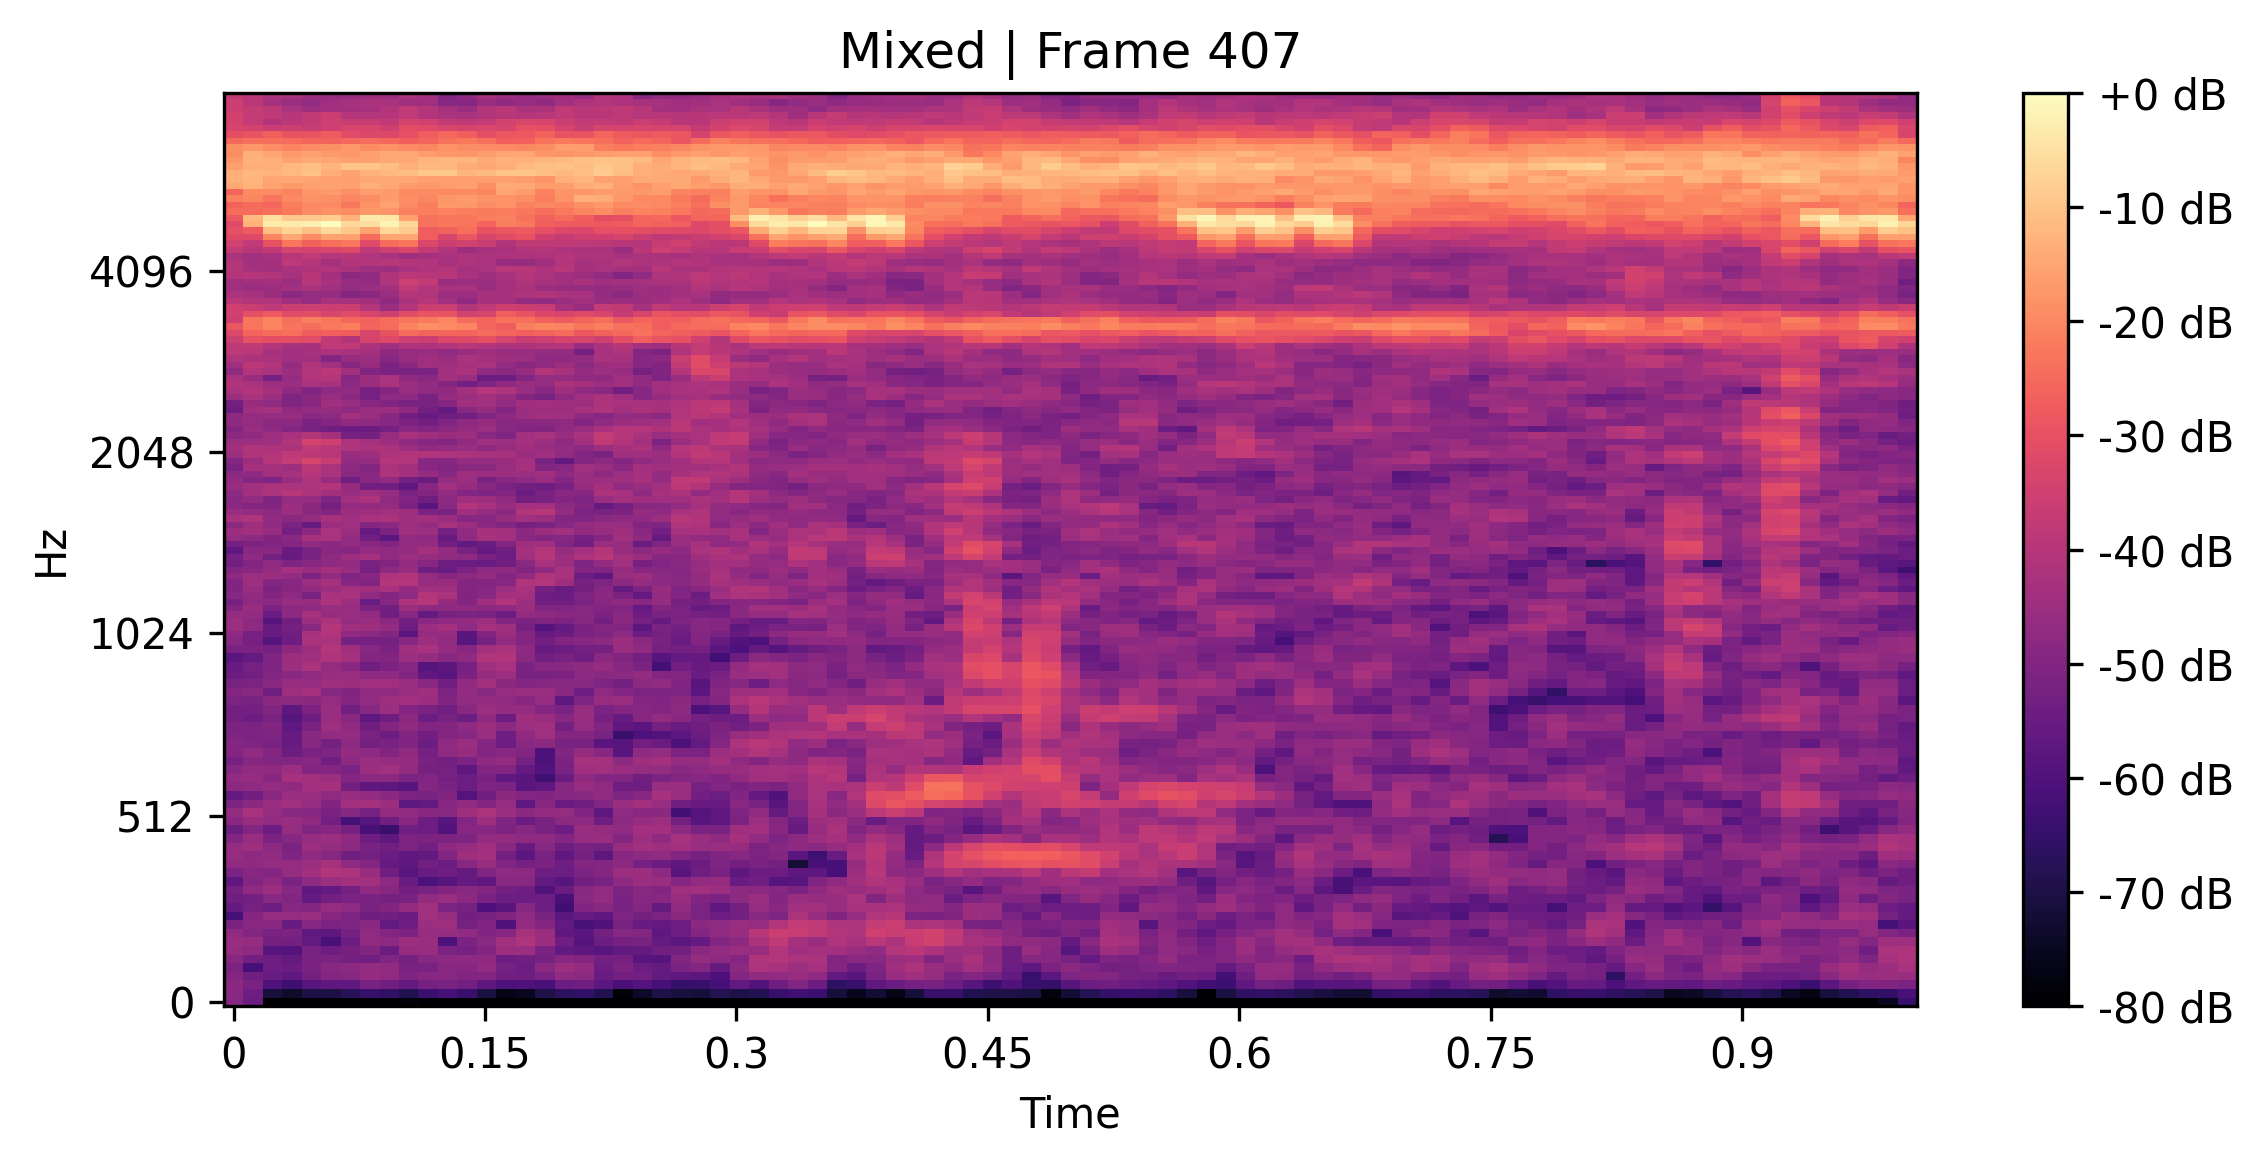 Mixed | Frame 407
+0 dB
-10 dB
-20 dB
-30 dB
-40 dB
-50 dB
-60 dB
-70 dB
-80 dB
4096
2048
1024
512
0
Hz
0 0.15 0.3 0.45 0.6 0.75 0.9
Time